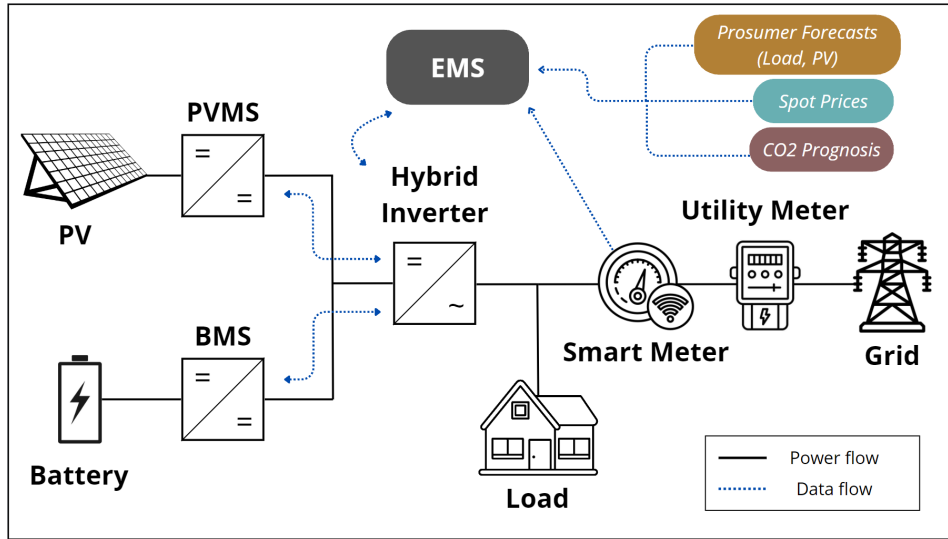 Prosumer Forecasts
(Load, PV)
EMS
Spot Prices
PVMS
CO2 Prognosis
Hybrid
Inverter
Utility Meter
PV
=
=
=
~
BMS
Smart Meter
Grid
=
=
Battery
Load
Power flow
Data flow